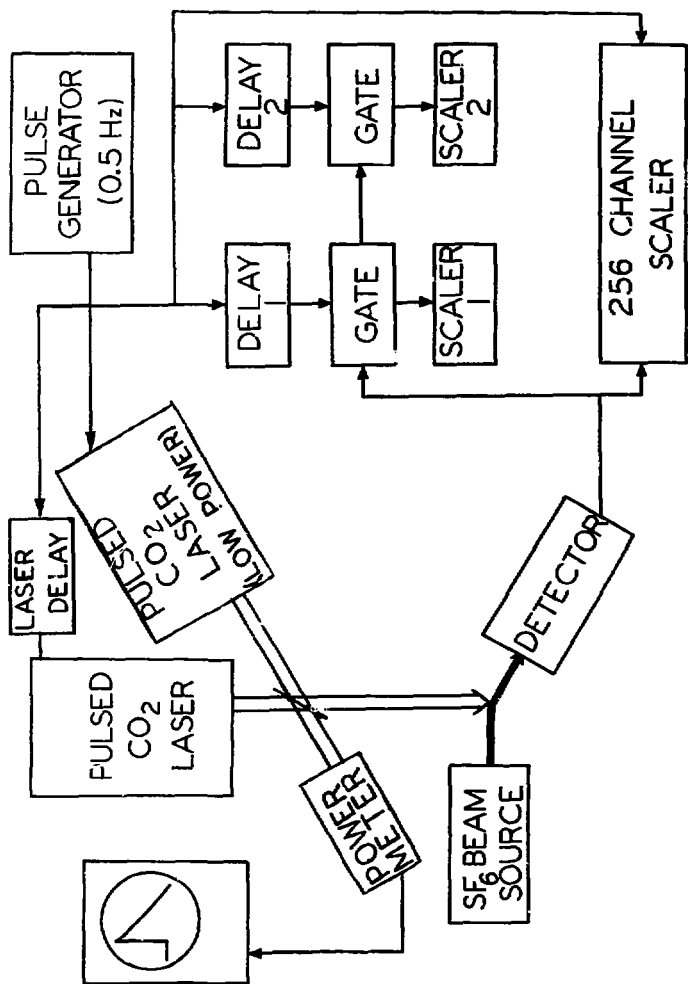 PULSE
GENERATOR
(0.5 Hz)
LASER
DELAY
PULSED
CO2
LASER
PULSED
CO2
LASER
(LOW POWER)
POWER
METER
SF6 BEAM
SOURCE
DETECTOR
DELAY
1
GATE
SCALER
1
DELAY
2
GATE
SCALER
2
256 CHANNEL
SCALER